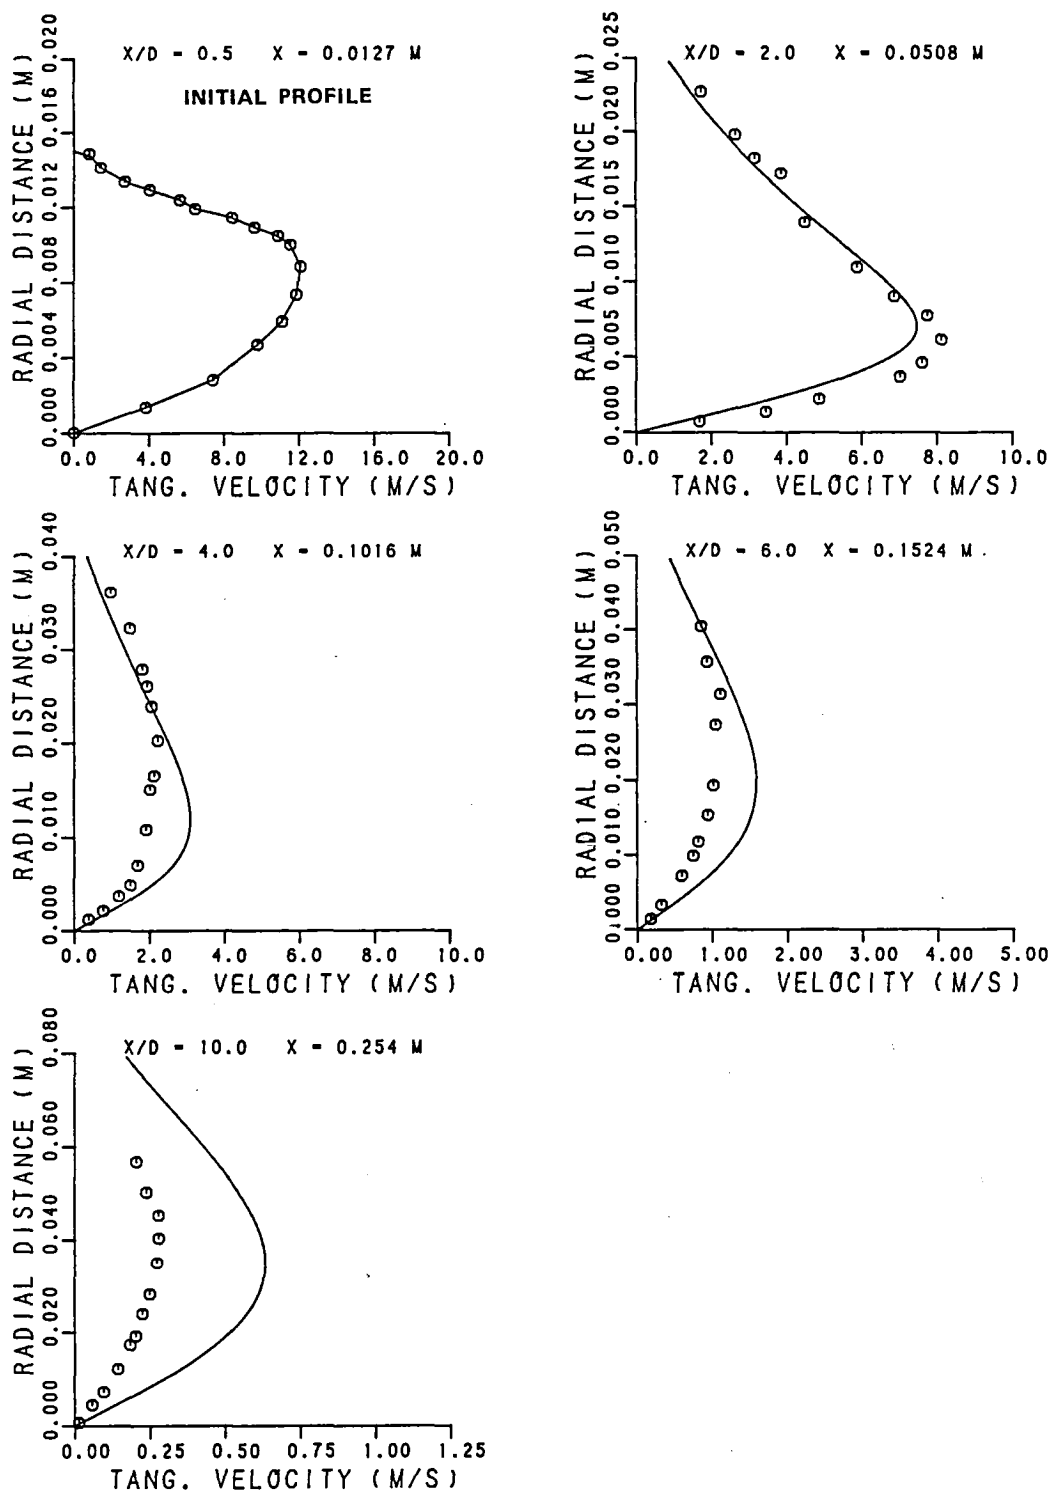 X/D = 0.5 X = 0.0127 M
INITIAL PROFILE
RADIAL DISTANCE (M)
0.000 0.004 0.008 0.012 0.016 0.020
0.0 4.0 8.0 12.0 16.0 20.0
TANG. VELOCITY (M/S)
X/D = 2.0 X = 0.0508 M
RADIAL DISTANCE (M)
0.000 0.005 0.010 0.015 0.020 0.025
0.0 2.0 4.0 6.0 8.0 10.0
TANG. VELOCITY (M/S)
X/D = 4.0 X = 0.1016 M
RADIAL DISTANCE (M)
0.000 0.010 0.020 0.030 0.040
0.0 2.0 4.0 6.0 8.0 10.0
TANG. VELOCITY (M/S)
X/D = 6.0 X = 0.1524 M
RADIAL DISTANCE (M)
0.000 0.010 0.020 0.030 0.040 0.050
0.00 1.00 2.00 3.00 4.00 5.00
TANG. VELOCITY (M/S)
X/D = 10.0 X = 0.254 M
RADIAL DISTANCE (M)
0.000 0.020 0.040 0.060 0.080
0.00 0.25 0.50 0.75 1.00 1.25
TANG. VELOCITY (M/S)